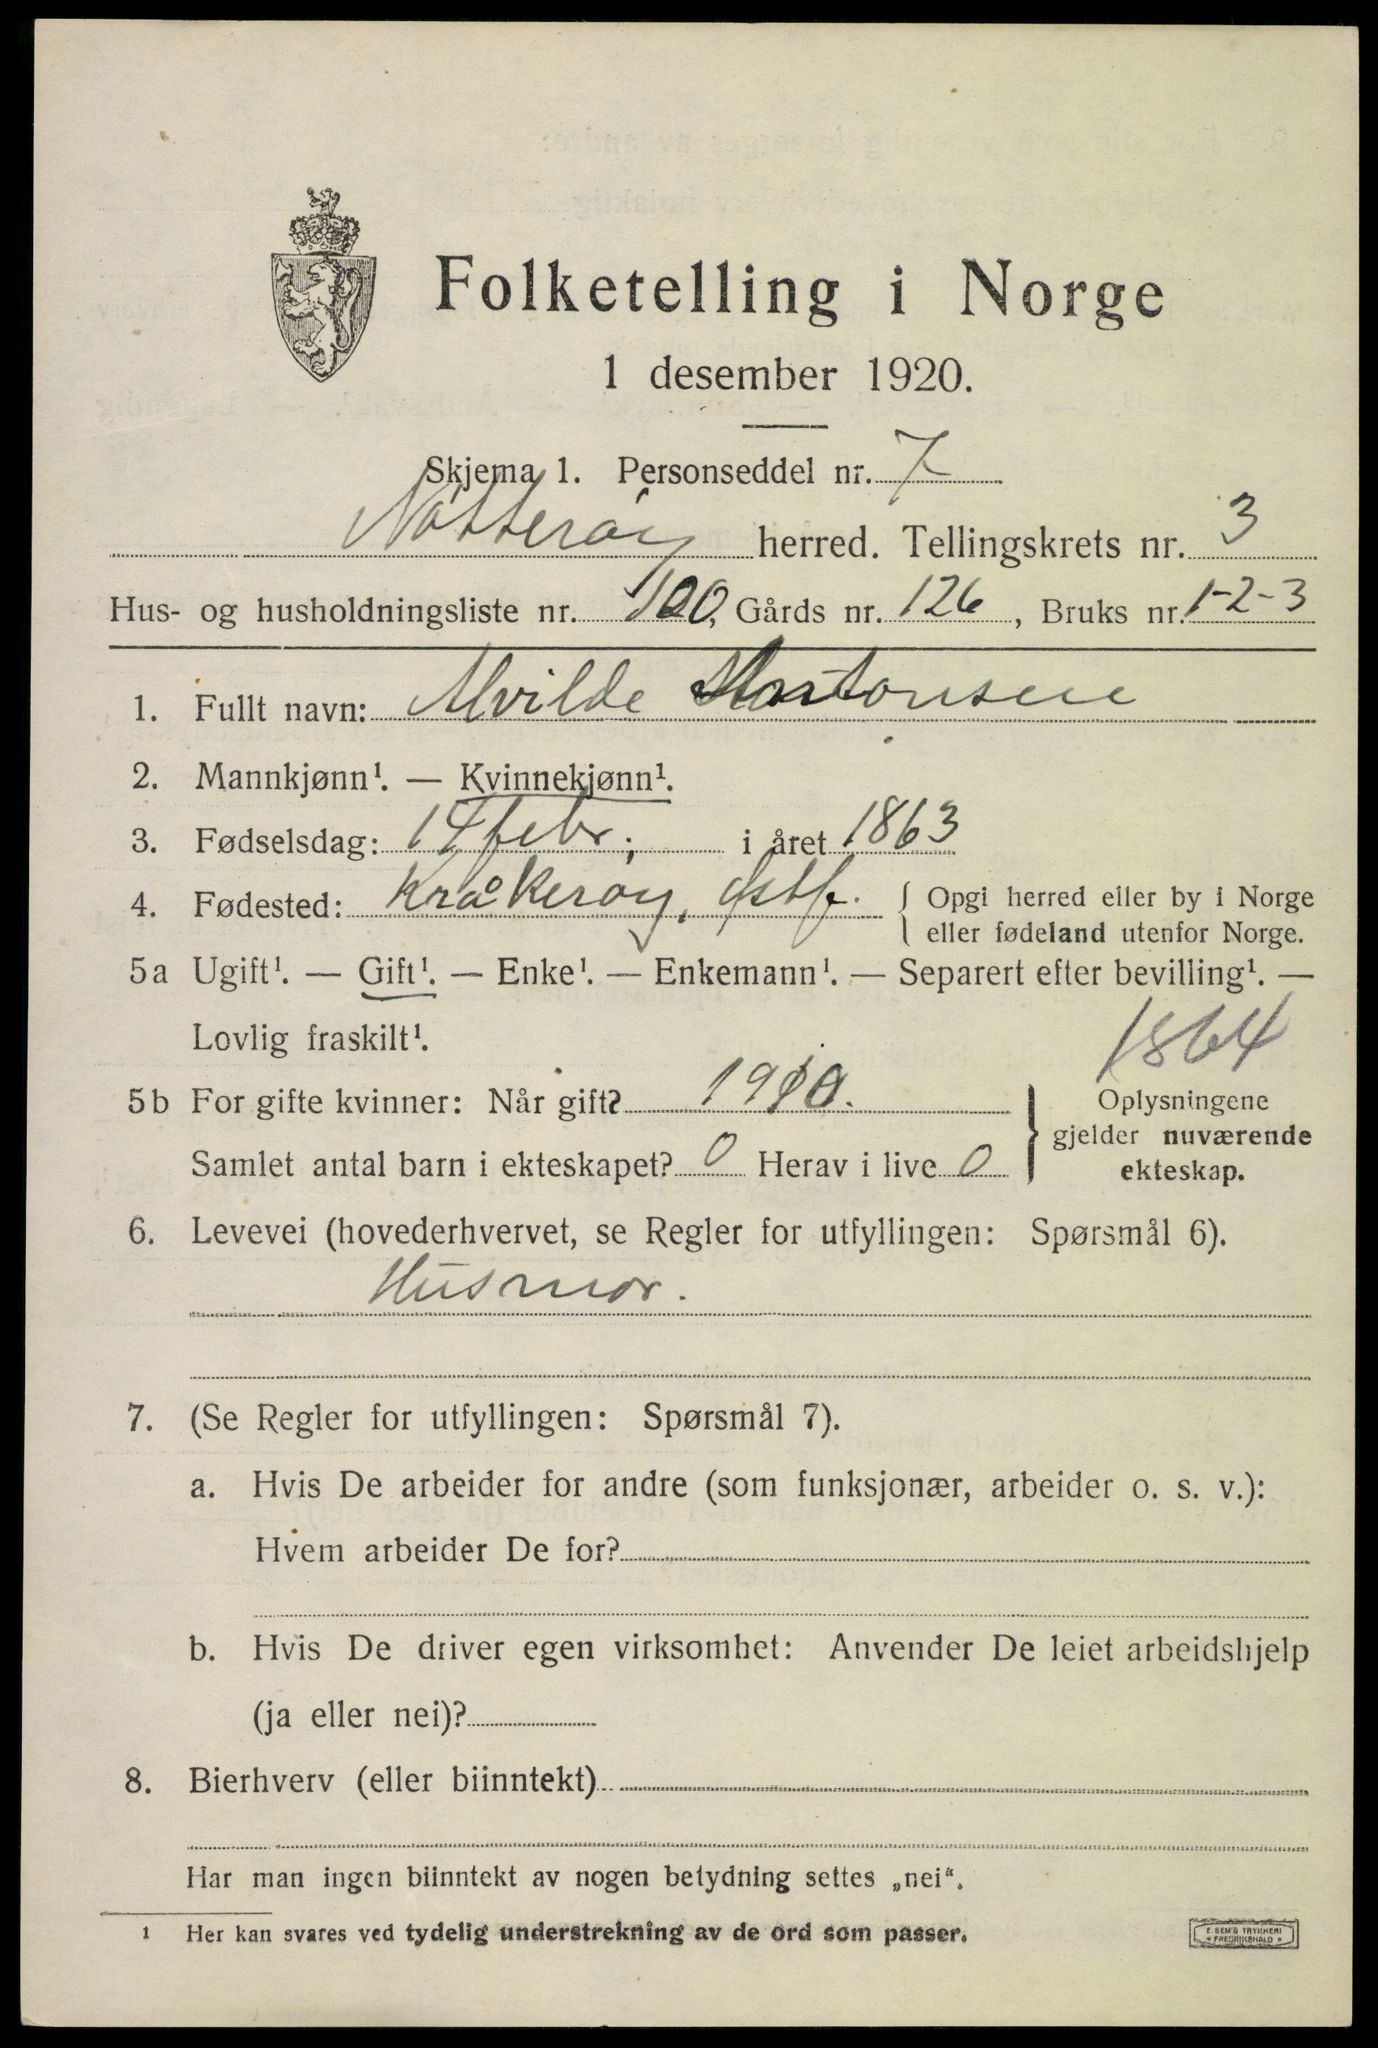 Folketelling i Norge
1 desember 1920.
Skjema 1. Personseddel nr. 7
Nötterøy herred. Tellingskrets nr. 3
Hus- og husholdningsliste nr. 100, Gårds nr. 126, Bruks nr. 1-2-3
1. Fullt navn: Alvilde Martonsen
2. Mannkjønn¹. — Kvinnekjønn¹.
3. Fødselsdag: 14 febr. i året 1863
4. Fødested: Kråkerøy, Østf. { Opgi herred eller by i Norge
eller fødeland utenfor Norge.
5a Ugift¹. — Gift¹. — Enke¹. — Enkemann¹. — Separert efter bevilling¹. —
Lovlig fraskilt¹.
1864
5b For gifte kvinner: Når gift? 1910.
Samlet antal barn i ekteskapet? 0 Herav i live 0
} Oplysningene
gjelder nuværende
ekteskap.
6. Levevei (hovederhvervet, se Regler for utfyllingen: Spørsmål 6).
Husmor.
7. (Se Regler for utfyllingen: Spørsmål 7).
a. Hvis De arbeider for andre (som funksjonær, arbeider o. s. v.):
Hvem arbeider De for?
b. Hvis De driver egen virksomhet: Anvender De leiet arbeidshjelp
(ja eller nei)?
8. Bierhverv (eller biinntekt)
Har man ingen biinntekt av nogen betydning settes „nei“.
1 Her kan svares ved tydelig understrekning av de ord som passer.
E. SEM'S TRYKKERI
FREDRIKSHALD